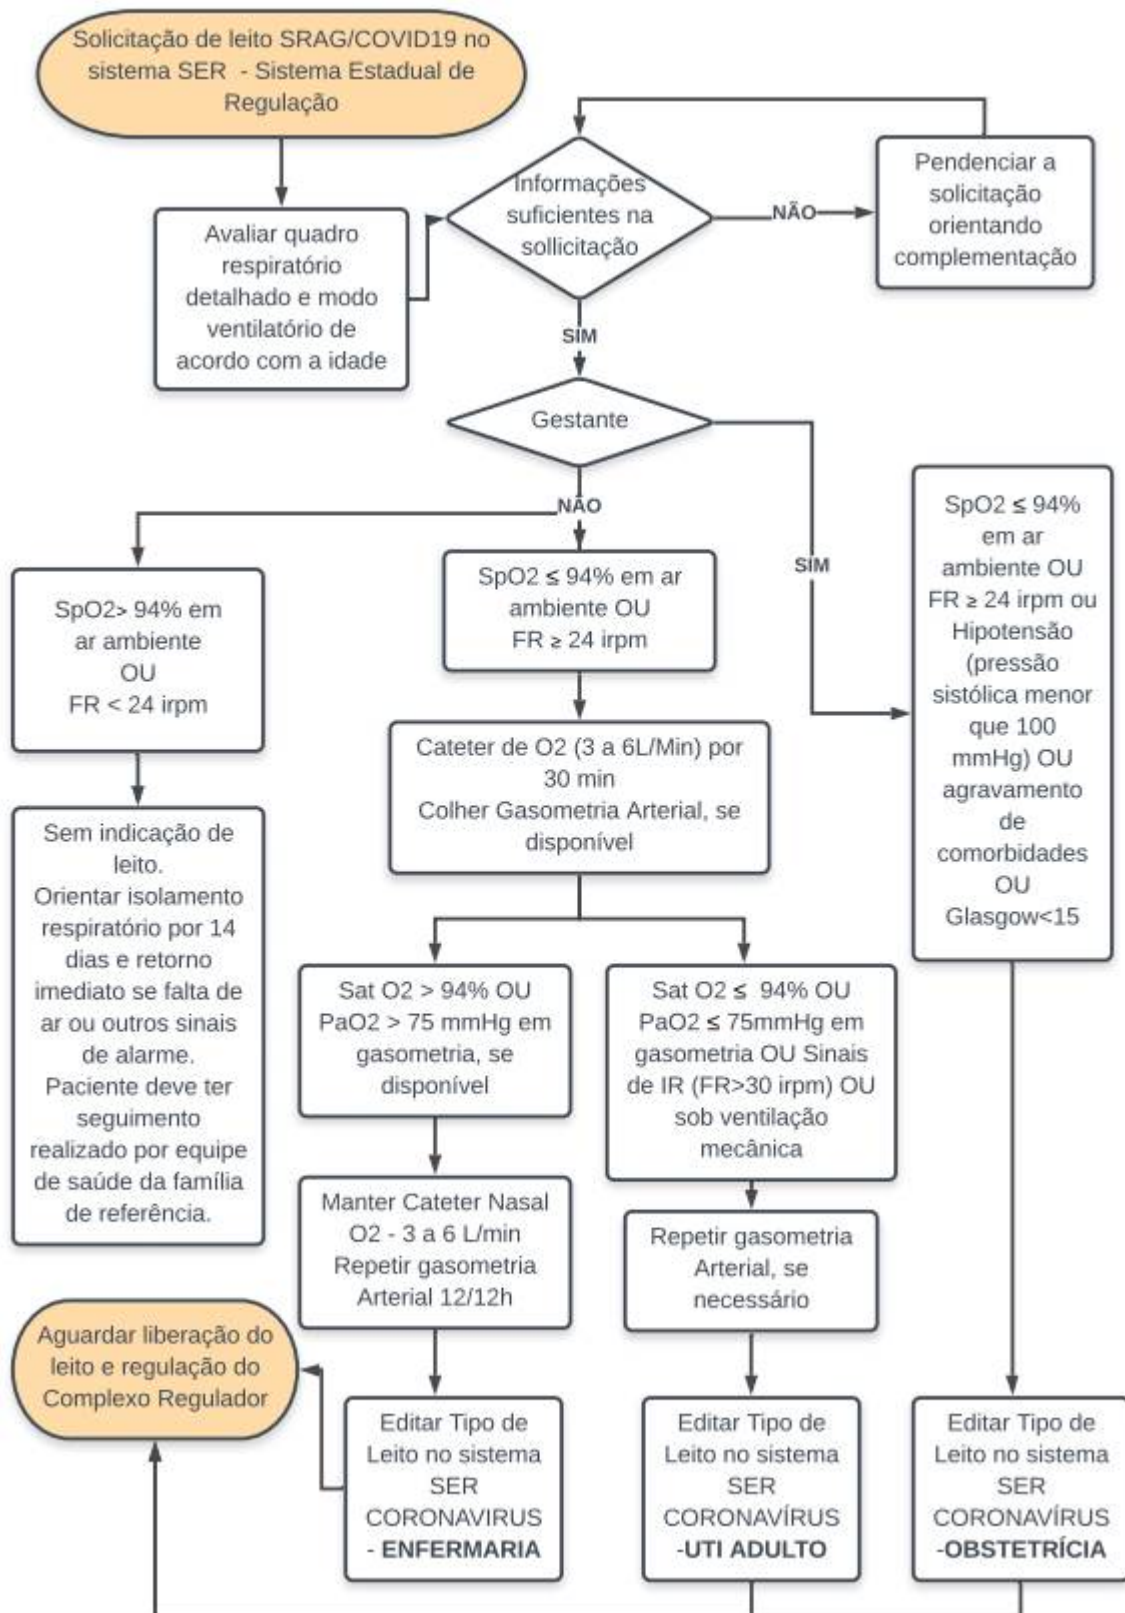 Solicitação de leito SRAG/COVID19 no
sistema SER - Sistema Estadual de
Regulação
Avaliar quadro
respiratório
detalhado e modo
ventilatório de
acordo com a idade
Informações
suficientes na
sollicitação
NÃO
Pendenciar a
solicitação
orientando
complementação
SIM
Gestante
NÃO
SIM
SpO2> 94% em
ar ambiente
OU
FR < 24 irpm
Sem indicação de
leito.
Orientar isolamento
respiratório por 14
dias e retorno
imediato se falta de
ar ou outros sinais
de alarme.
Paciente deve ter
seguimento
realizado por equipe
de saúde da família
de referência.
SpO2 ≤ 94% em ar
ambiente OU
FR ≥ 24 irpm
Cateter de O2 (3 a 6L/Min) por
30 min
Colher Gasometria Arterial, se
disponível
Sat O2 > 94% OU
PaO2 > 75 mmHg em
gasometria, se
disponível
Manter Cateter Nasal
O2 - 3 a 6 L/min
Repetir gasometria
Arterial 12/12h
Editar Tipo de
Leito no sistema
SER
CORONAVIRUS
- ENFERMARIA
Sat O2 ≤ 94% OU
PaO2 ≤ 75mmHg em
gasometria OU Sinais
de IR (FR>30 irpm) OU
sob ventilação
mecânica
Repetir gasometria
Arterial, se
necessário
Editar Tipo de
Leito no sistema
SER
CORONAVÍRUS
-UTI ADULTO
SpO2 ≤ 94%
em ar
ambiente OU
FR ≥ 24 irpm ou
Hipotensão
(pressão
sistólica menor
que 100
mmHg) OU
agravamento
de
comorbidades
OU
Glasgow<15
Editar Tipo de
Leito no sistema
SER
CORONAVÍRUS
-OBSTETRÍCIA
Aguardar liberação do
leito e regulação do
Complexo Regulador